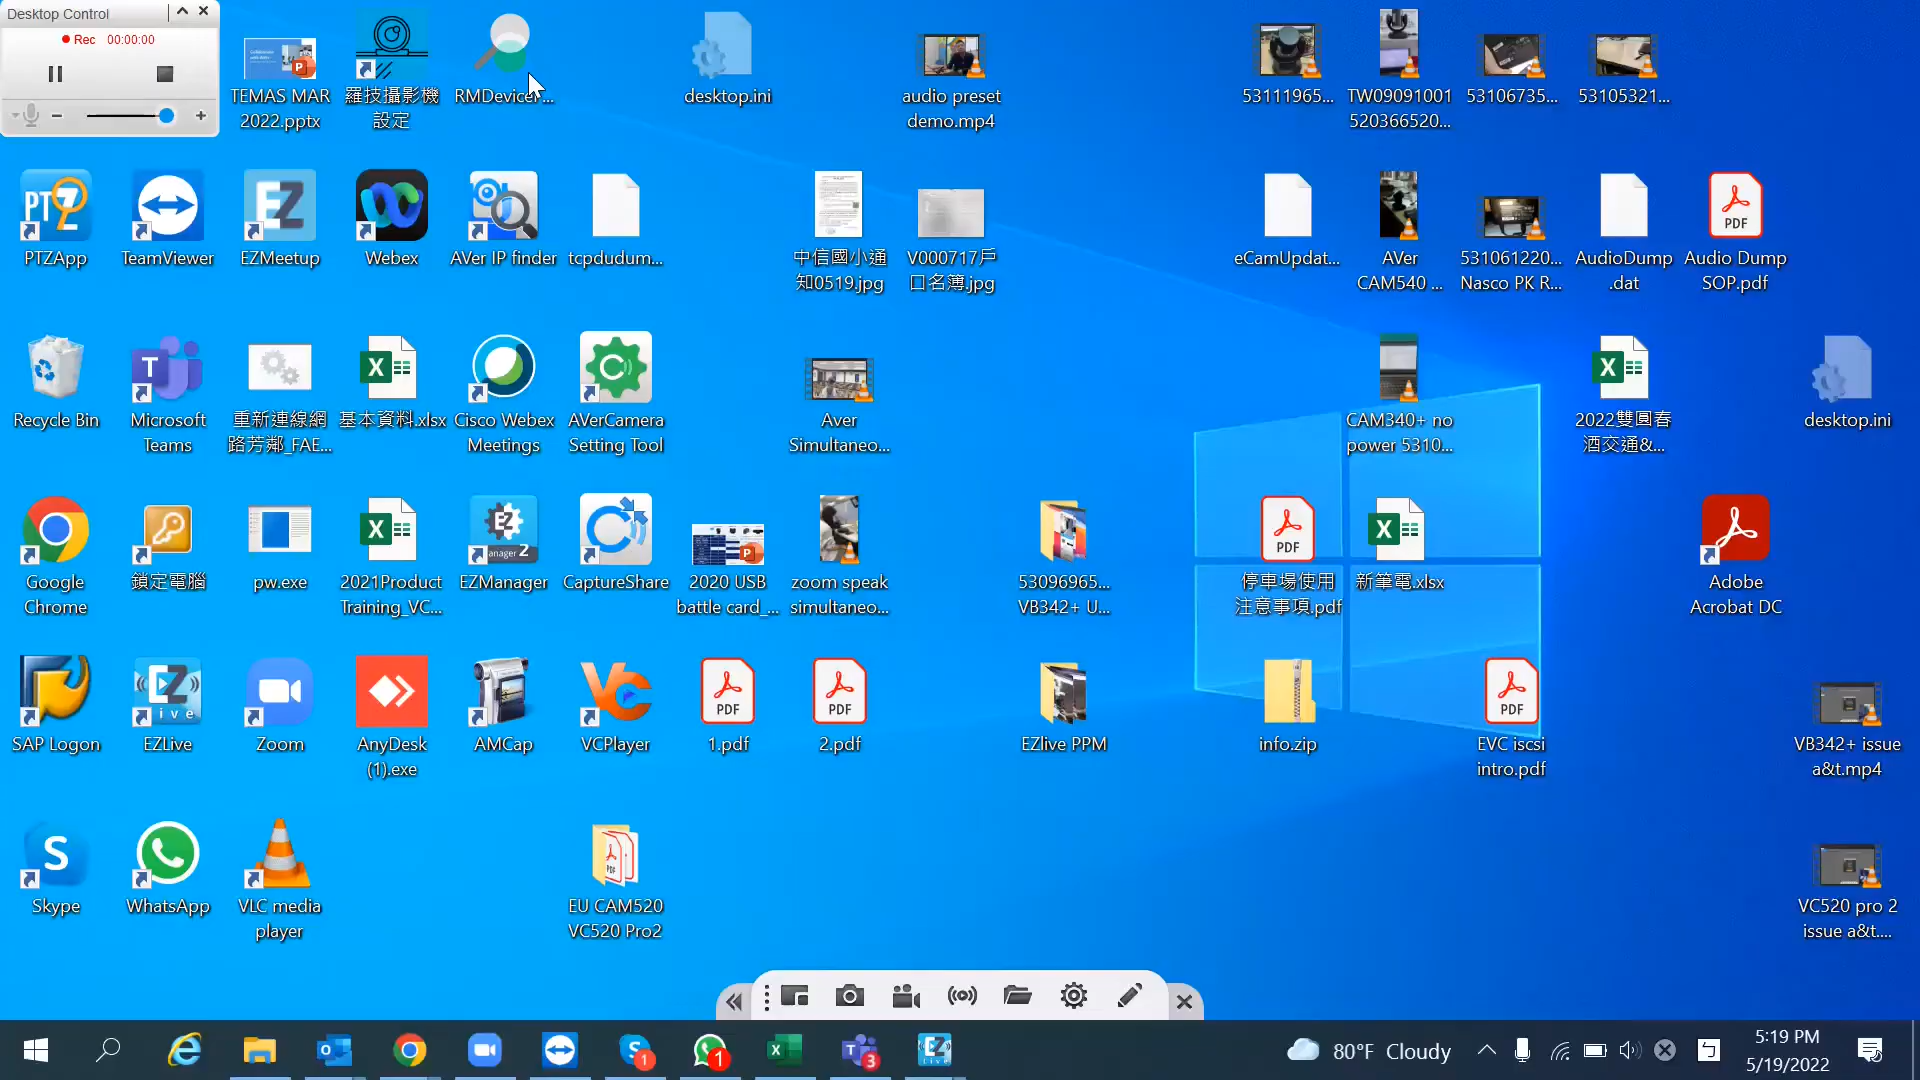 Desktop Control
Rec 00:00:00
TEMAS MAR
2022.pptx
羅技攝影機
設定
RMDevicer...
desktop.ini
audio preset
demo.mp4
53111965...
TW09091001
520366520...
53106735...
53105321...
PTZApp
TeamViewer
EZMeetup
Webex
AVer IP finder
tcpdudum...
中信國小通
知0519.jpg
V000717戶
口名簿.jpg
eCamUpdat...
AVer
CAM540 ...
531061220...
Nasco PK R...
AudioDump
.dat
Audio Dump
SOP.pdf
Recycle Bin
Microsoft
Teams
重新連線網
路芳鄰_FAE...
基本資料.xlsx
Cisco Webex
Meetings
AVerCamera
Setting Tool
Aver
Simultaneo...
CAM340+ no
power 5310...
2022雙圓春
酒交通&...
desktop.ini
Google
Chrome
鎖定電腦
pw.exe
2021Product
Training_VC...
EZManager
CaptureShare
2020 USB
battle card_...
zoom speak
simultaneo...
53096965...
VB342+ U...
停車場使用
注意事項.pdf
新筆電.xlsx
Adobe
Acrobat DC
SAP Logon
EZLive
Zoom
AnyDesk
(1).exe
AMCap
VCPlayer
1.pdf
2.pdf
EZlive PPM
info.zip
EVC iscsi
intro.pdf
VB342+ issue
a&t.mp4
Skype
WhatsApp
VLC media
player
EU CAM520
VC520 Pro2
VC520 pro 2
issue a&t....
80°F Cloudy
5:19 PM
5/19/2022